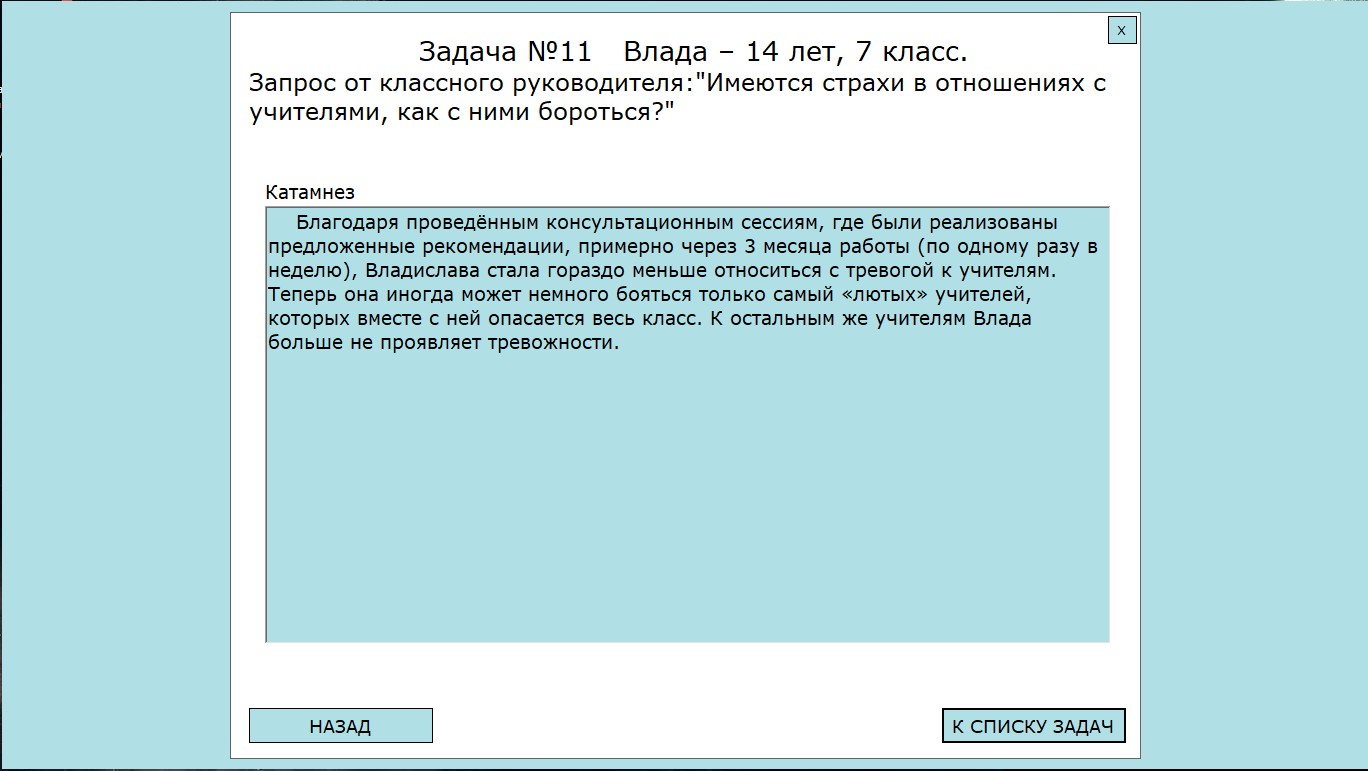 x
Задача №11 Влада – 14 лет, 7 класс.
Запрос от классного руководителя:"Имеются страхи в отношениях с
учителями, как с ними бороться?"
Катамнез
Благодаря проведённым консультационным сессиям, где были реализованы
предложенные рекомендации, примерно через 3 месяца работы (по одному разу в
неделю), Владислава стала гораздо меньше относиться с тревогой к учителям.
Теперь она иногда может немного бояться только самый «лютых» учителей,
которых вместе с ней опасается весь класс. К остальным же учителям Влада
больше не проявляет тревожности.
НАЗАД
К СПИСКУ ЗАДАЧ